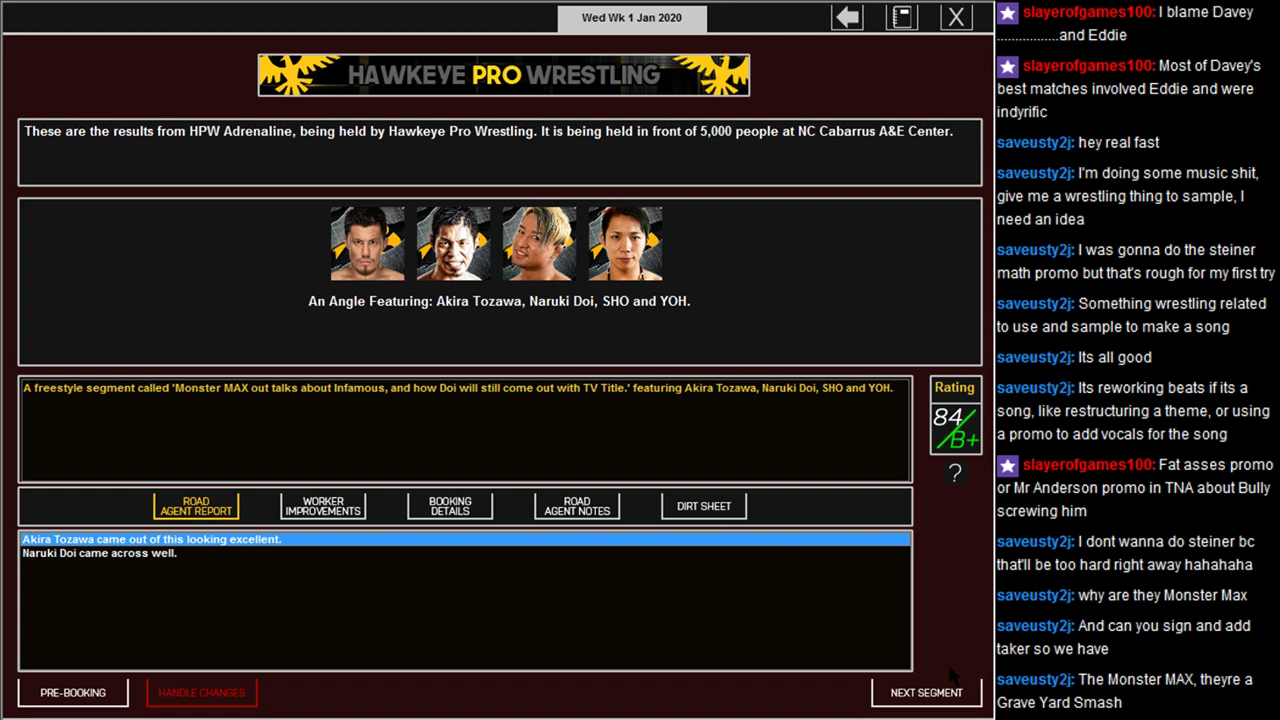 Wed Wk 1 Jan 2020
HAWKEYE PRO WRESTLING
These are the results from HPW Adrenaline, being held by Hawkeye Pro Wrestling. It is being held in front of 5,000 people at NC Cabarrus A&E Center.
An Angle Featuring: Akira Tozawa, Naruki Doi, SHO and YOH.
A freestyle segment called 'Monster MAX out talks about Infamous, and how Doi will still come out with TV Title.' featuring Akira Tozawa, Naruki Doi, SHO and YOH.
Rating
84/B+
?
ROAD
AGENT REPORT
WORKER
IMPROVEMENTS
BOOKING
DETAILS
ROAD
AGENT NOTES
DIRT SHEET
Akira Tozawa came out of this looking excellent.
Naruki Doi came across well.
PRE-BOOKING
HANDLE CHANGES
NEXT SEGMENT
slayerofgames100: I blame Davey
................and Eddie
slayerofgames100: Most of Davey's
best matches involved Eddie and were
indyrific
saveusty2j: hey real fast
saveusty2j: I'm doing some music shit,
give me a wrestling thing to sample, I
need an idea
saveusty2j: I was gonna do the steiner
math promo but that's rough for my first try
saveusty2j: Something wrestling related
to use and sample to make a song
saveusty2j: Its all good
saveusty2j: Its reworking beats if its a
song, like restructuring a theme, or using
a promo to add vocals for the song
slayerofgames100: Fat asses promo
or Mr Anderson promo in TNA about Bully
screwing him
saveusty2j: I dont wanna do steiner bc
that'll be too hard right away hahahaha
saveusty2j: why are they Monster Max
saveusty2j: And can you sign and add
taker so we have
saveusty2j: The Monster MAX, theyre a
Grave Yard Smash